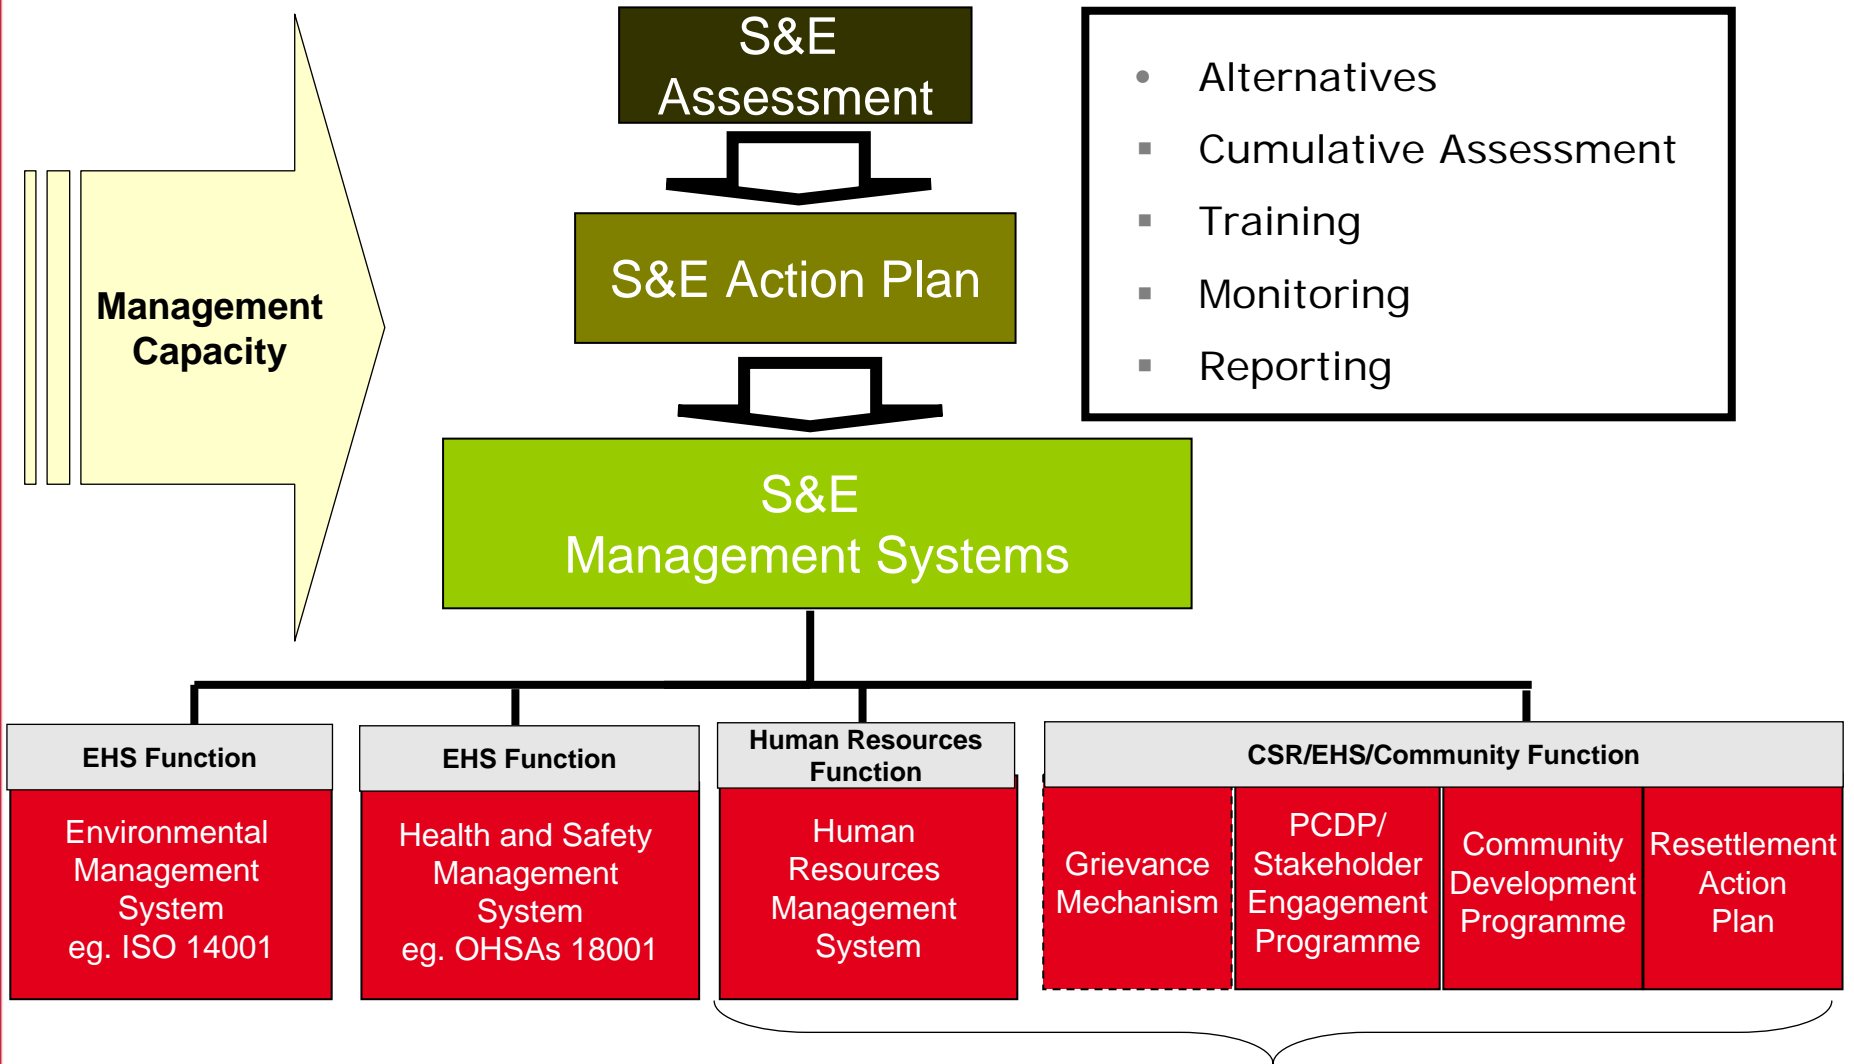 S&E
Assessment
• Alternatives
▪ Cumulative Assessment
▪ Training
▪ Monitoring
▪ Reporting
S&E Action Plan
Management
Capacity
S&E
Management Systems
EHS Function
Environmental
Management
System
eg. ISO 14001
EHS Function
Health and Safety
Management
System
eg. OHSAs 18001
Human Resources
Function
Human
Resources
Management
System
CSR/EHS/Community Function
Grievance
Mechanism
PCDP/
Stakeholder
Engagement
Programme
Community
Development
Programme
Resettlement
Action
Plan